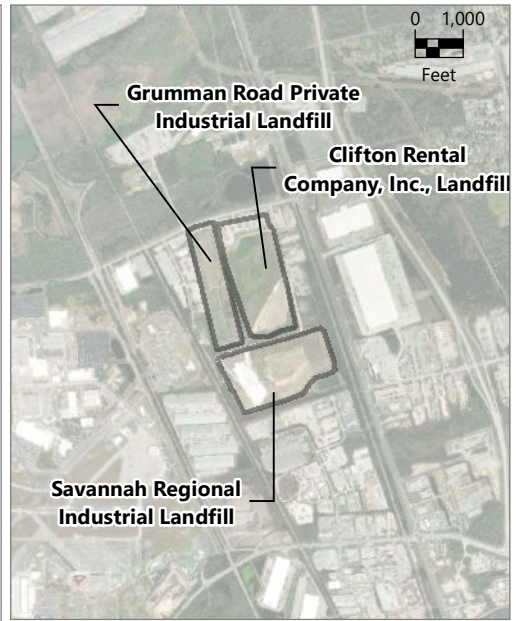 0 1,000
Feet
Grumman Road Private
Industrial Landfill
Clifton Rental
Company, Inc., Landfill
Savannah Regional
Industrial Landfill